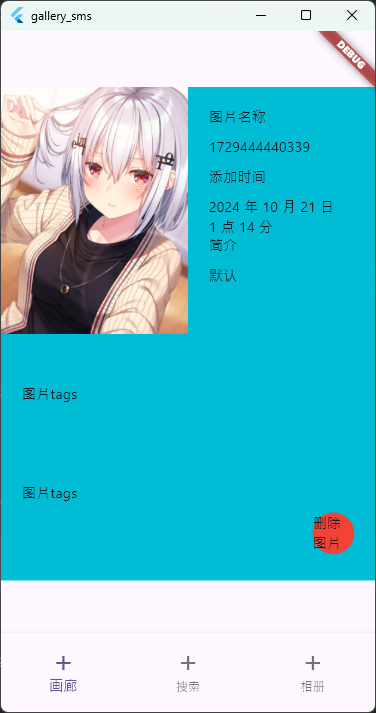 gallery_sms
DEBUG
图片名称
1729444440339
添加时间
2024 年 10 月 21 日
1 点 14 分
简介
默认
图片tags
图片tags
删除
图片
画廊
搜索
相册